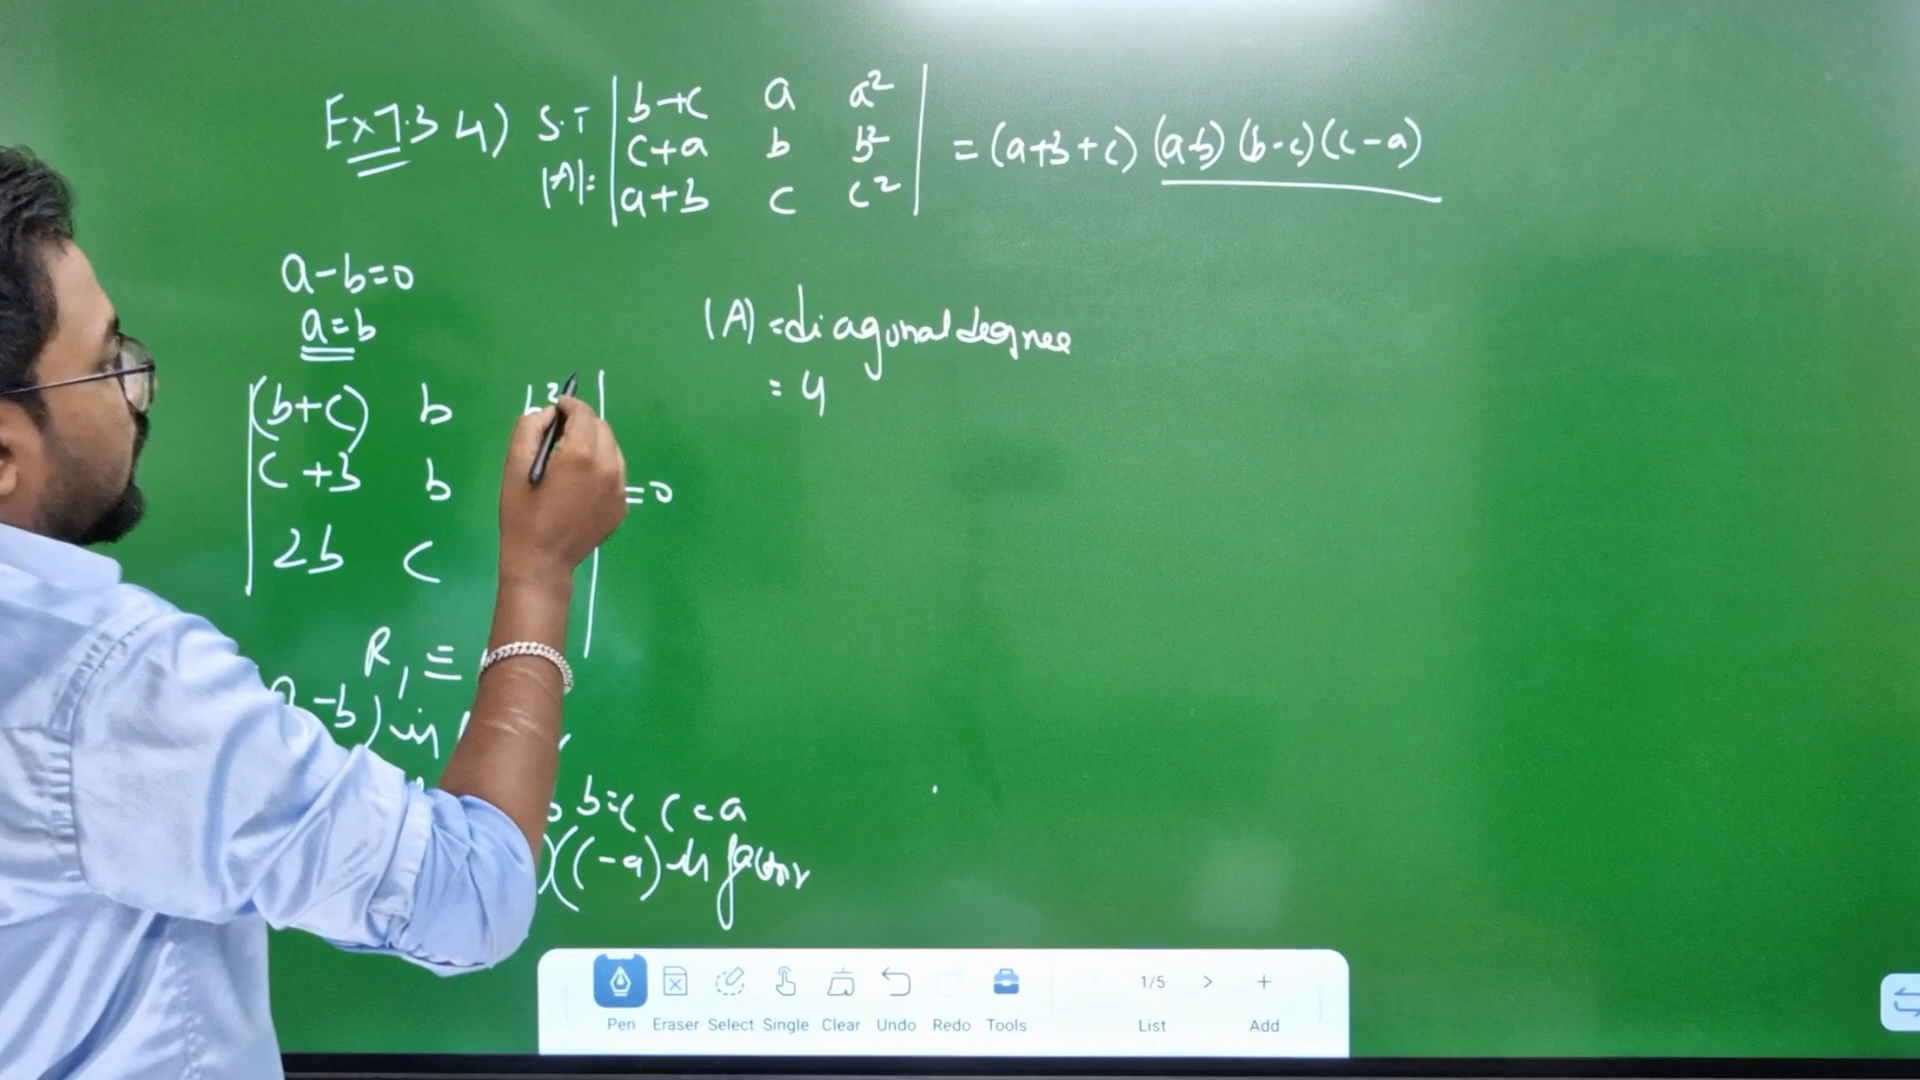 Ex 7.3 4) S.T | b+c a a² |
|A| = | c+a b b² | = (a+b+c) (a-b) (b-c) (c-a)
| a+b c c² |
a-b=0
a=b
| (b+c) b b² |
| c+b b =0
| 2b c
R₁ =
-b) is
b=c c=a
)(c-a) is factor
|A| = diagonal degree
= 4
Pen Eraser Select Single Clear Undo Redo Tools 1/5 List Add